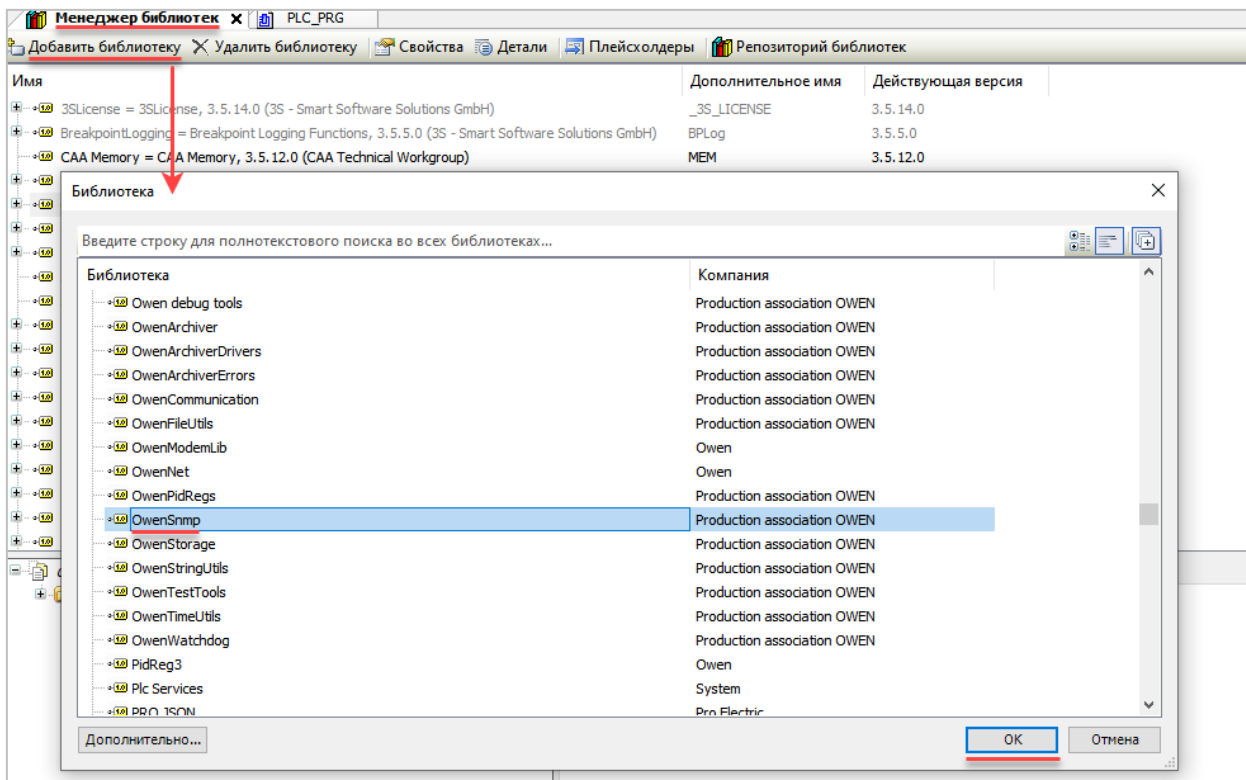 Менеджер библиотек X PLC_PRG
Добавить библиотеку Удалить библиотеку Свойства Детали Плейсхолдеры Репозиторий библиотек
Имя Дополнительное имя Действующая версия
3SLicense = 3SLicense, 3.5.14.0 (3S - Smart Software Solutions GmbH) _3S_LICENSE 3.5.14.0
BreakpointLogging = Breakpoint Logging Functions, 3.5.5.0 (3S - Smart Software Solutions GmbH) BPLog 3.5.5.0
CAA Memory = CAA Memory, 3.5.12.0 (CAA Technical Workgroup) MEM 3.5.12.0
Библиотека
Введите строку для полнотекстового поиска во всех библиотеках...
Библиотека Компания
Owen debug tools Production association OWEN
OwenArchiver Production association OWEN
OwenArchiverDrivers Production association OWEN
OwenArchiverErrors Production association OWEN
OwenCommunication Production association OWEN
OwenFileUtils Production association OWEN
OwenModemLib Owen
OwenNet Owen
OwenPidRegs Production association OWEN
OwenSnmp Production association OWEN
OwenStorage Production association OWEN
OwenStringUtils Production association OWEN
OwenTestTools Production association OWEN
OwenTimeUtils Production association OWEN
OwenWatchdog Production association OWEN
PidReg3 Owen
Plc Services System
PRO JSON Pro Electric
Дополнительно... OK Отмена